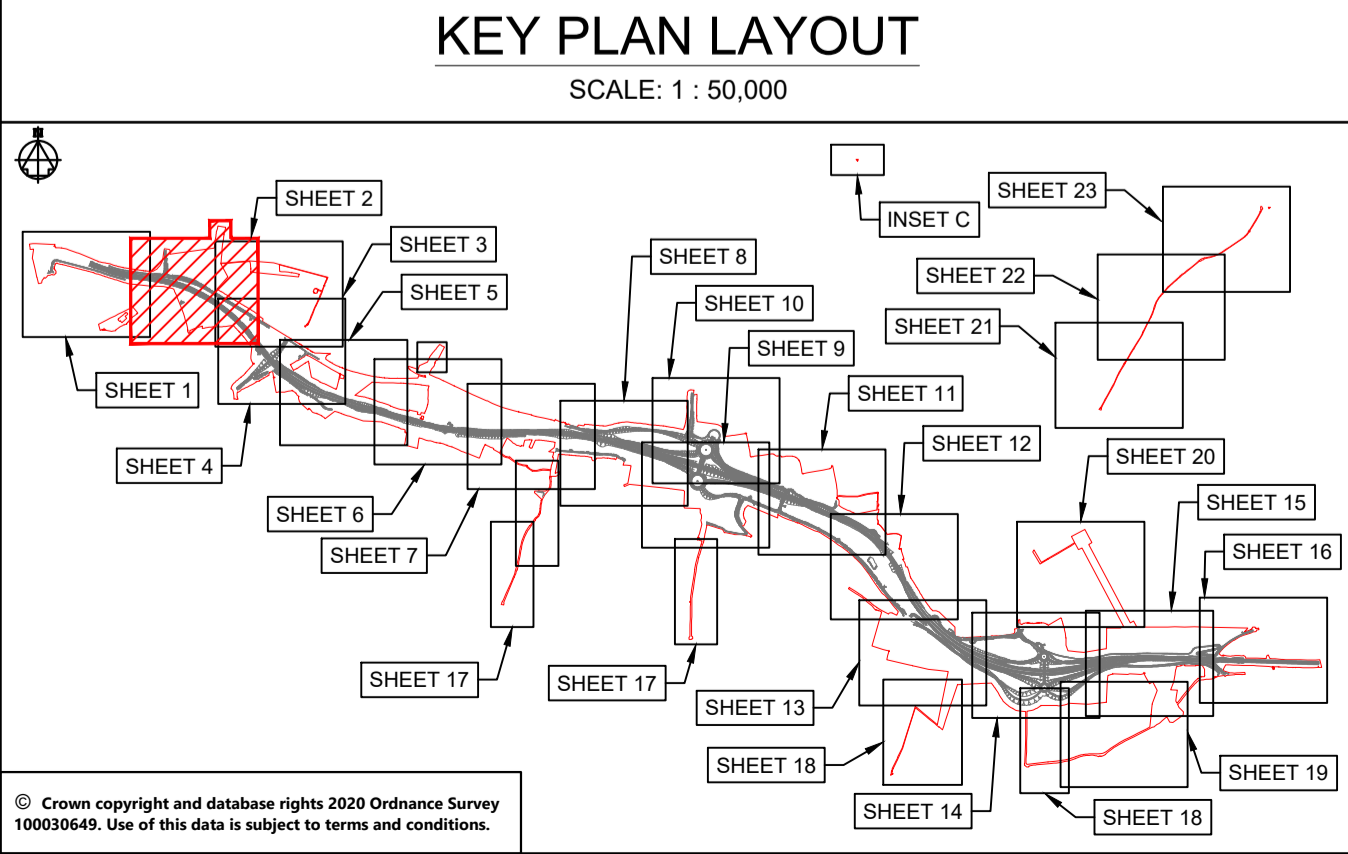 KEY PLAN LAYOUT
SCALE: 1 : 50,000
N
INSET C
SHEET 23
SHEET 2
SHEET 3
SHEET 8
SHEET 22
SHEET 5
SHEET 10
SHEET 21
SHEET 9
SHEET 1
SHEET 11
SHEET 12
SHEET 4
SHEET 20
SHEET 6
SHEET 15
SHEET 7
SHEET 16
SHEET 17
SHEET 17
SHEET 13
SHEET 18
SHEET 19
SHEET 14
SHEET 18
© Crown copyright and database rights 2020 Ordnance Survey
100030649. Use of this data is subject to terms and conditions.